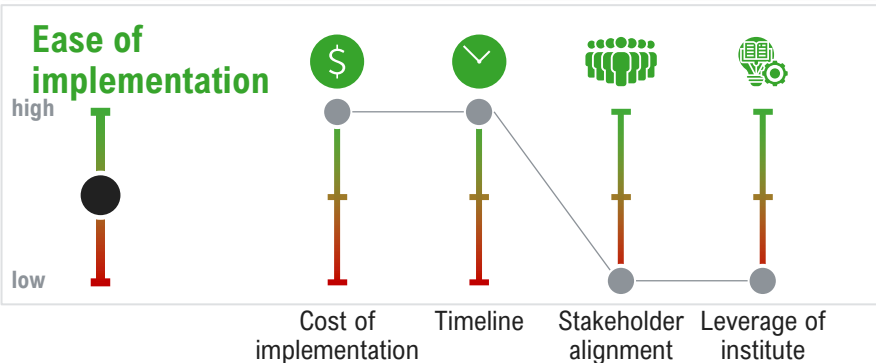 Ease of
implementation
high
low
$
Cost of
implementation
Timeline
Stakeholder
alignment
Leverage of
institute